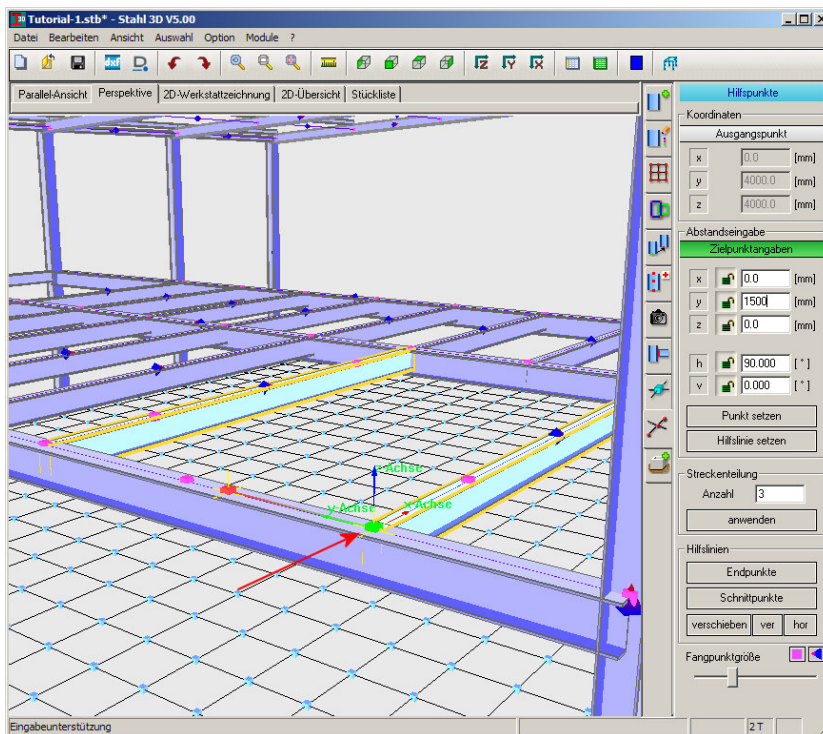 Tutorial-1.stb* - Stahl 3D V5.00
Datei Bearbeiten Ansicht Auswahl Option Module ?
dxf Z Y X
Parallel-Ansicht Perspektive 2D-Werkstattzeichnung 2D-Übersicht Stückliste
z-Achse
x-Achse
y-Achse
Hilfspunkte
Koordinaten
Ausgangspunkt
x 0.0 [mm]
y 4000.0 [mm]
z 4000.0 [mm]
Abstandseingabe
Zielpunktangaben
x 0.0 [mm]
y 1500 [mm]
z 0.0 [mm]
h 90.000 [°]
v 0.000 [°]
Punkt setzen
Hilfslinie setzen
Streckenteilung
Anzahl 3
anwenden
Hilfslinien
Endpunkte
Schnittpunkte
verschieben ver hor
Fangpunktgröße
Eingabeunterstützung 2 T